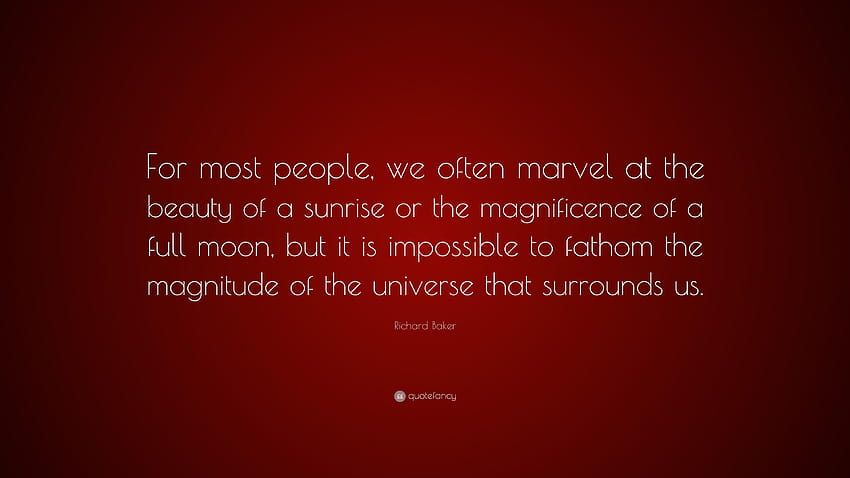 For most people, we often marvel at the
beauty of a sunrise or the magnificence of a
full moon, but it is impossible to fathom the
magnitude of the universe that surrounds us.
Richard Baker
quotefancy